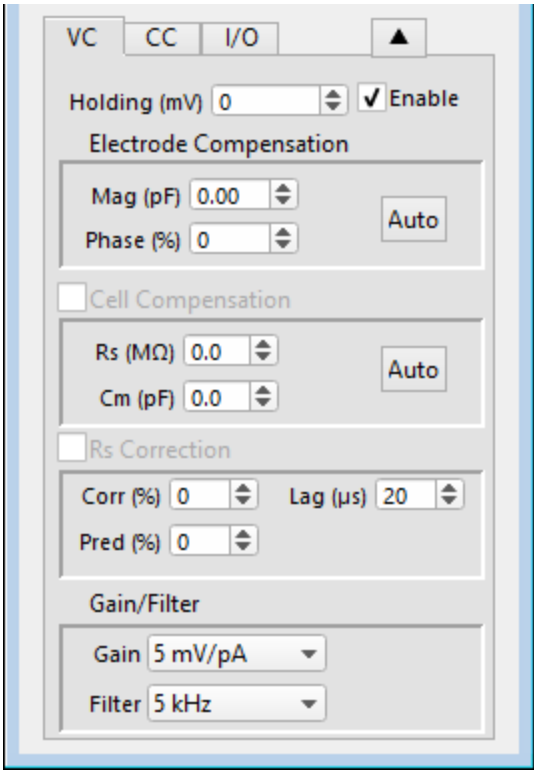 VC CC I/O
Holding (mV) 0 Enable
Electrode Compensation
Mag (pF) 0.00
Auto
Phase (%) 0
Cell Compensation
Rs (MΩ) 0.0
Auto
Cm (pF) 0.0
Rs Correction
Corr (%) 0 Lag (μs) 20
Pred (%) 0
Gain/Filter
Gain 5 mV/pA
Filter 5 kHz